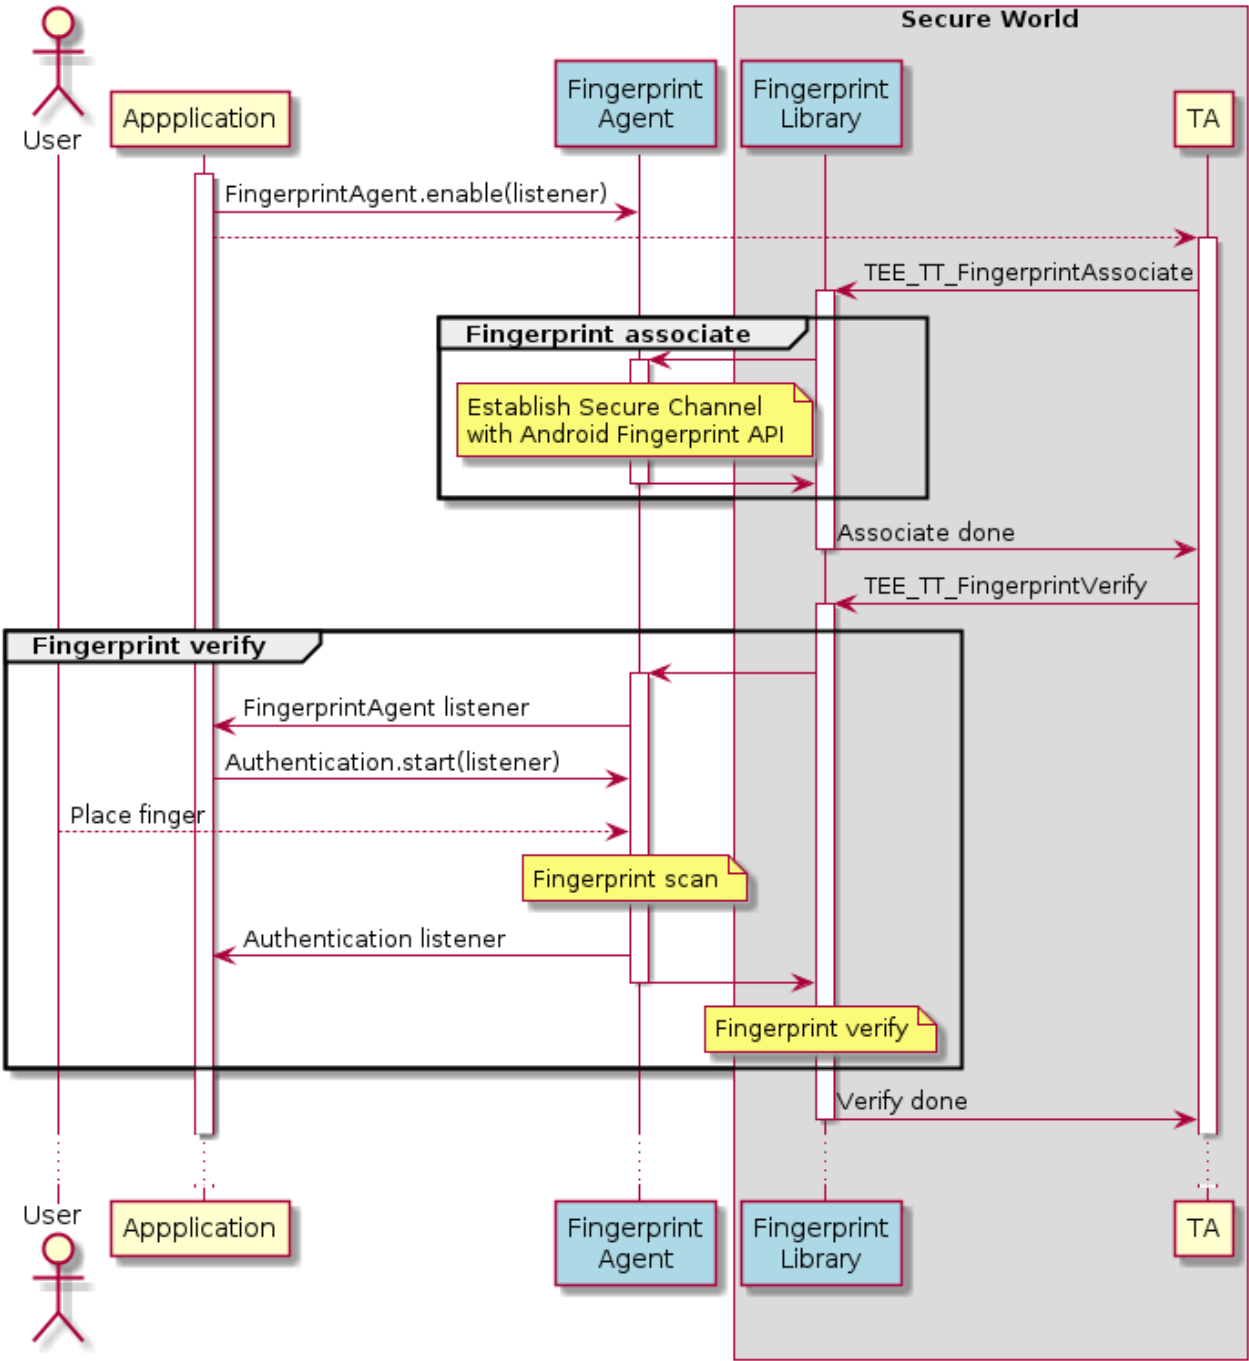 Secure World
User
Appplication
Fingerprint
Agent
Fingerprint
Library
TA
FingerprintAgent.enable(listener)
TEE_TT_FingerprintAssociate
Fingerprint associate
Establish Secure Channel
with Android Fingerprint API
Associate done
TEE_TT_FingerprintVerify
Fingerprint verify
FingerprintAgent listener
Authentication.start(listener)
Place finger
Fingerprint scan
Authentication listener
Fingerprint verify
Verify done
User
Appplication
Fingerprint
Agent
Fingerprint
Library
TA